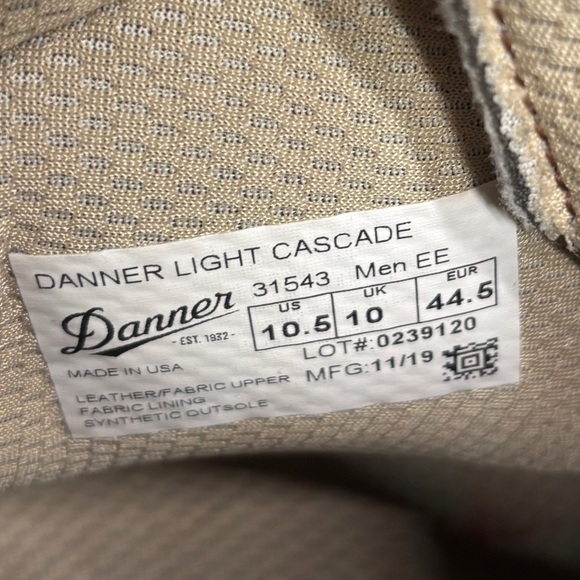 DANNER LIGHT CASCADE
31543 Men EE
Danner
- EST. 1932 -
US UK EUR
10.5 10 44.5
LOT#:0239120
MADE IN USA
MFG:11/19
LEATHER/FABRIC UPPER
FABRIC LINING
SYNTHETIC OUTSOLE